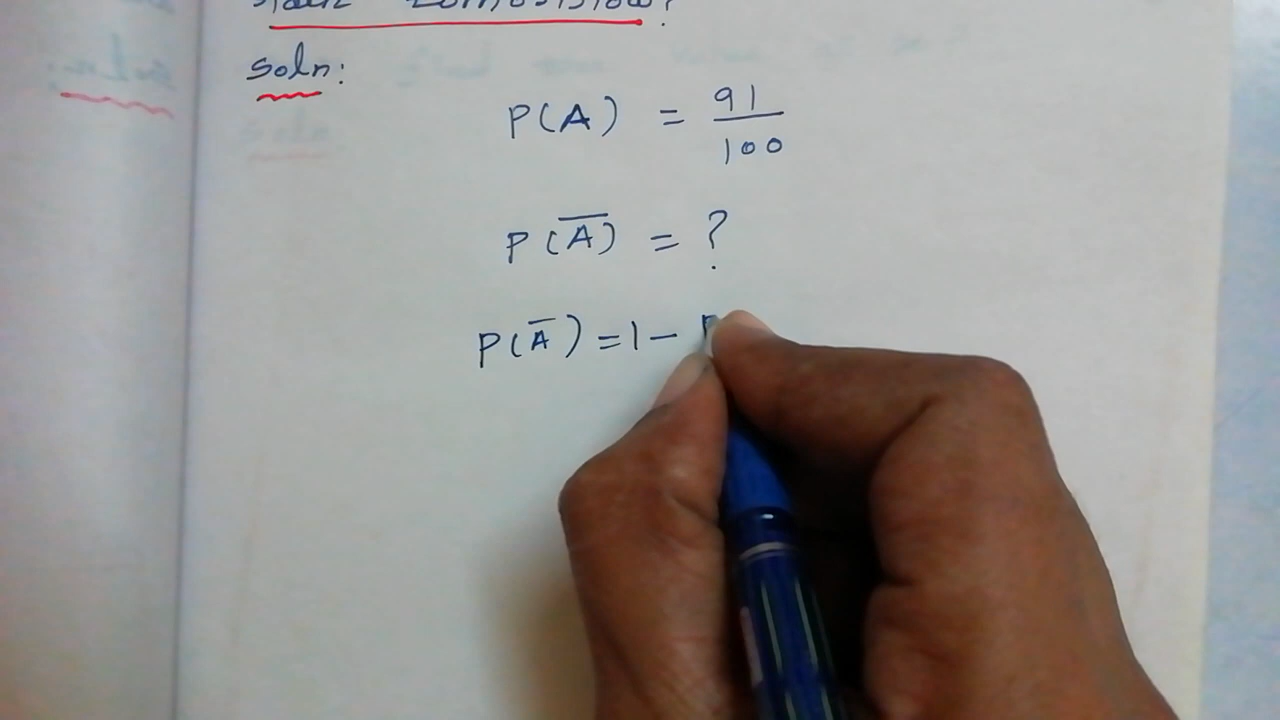 Soln:
P(A) = 91/100
P(A̅) = ?
P(A̅) = 1 -